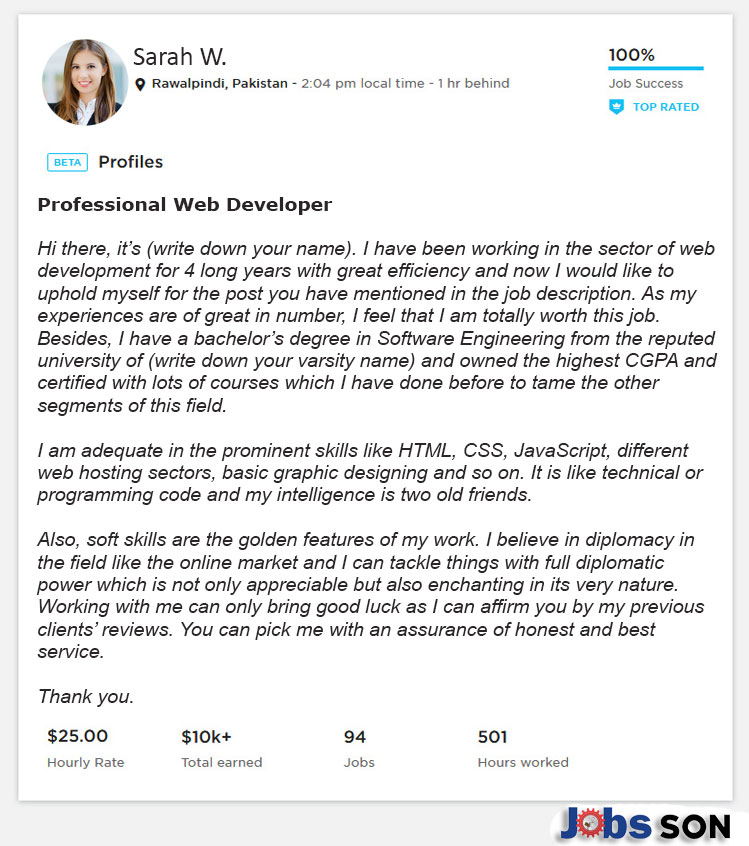 Sarah W.
Rawalpindi, Pakistan - 2:04 pm local time - 1 hr behind
100%
Job Success
TOP RATED
BETA Profiles
Professional Web Developer
Hi there, it’s (write down your name). I have been working in the sector of web
development for 4 long years with great efficiency and now I would like to
uphold myself for the post you have mentioned in the job description. As my
experiences are of great in number, I feel that I am totally worth this job.
Besides, I have a bachelor’s degree in Software Engineering from the reputed
university of (write down your varsity name) and owned the highest CGPA and
certified with lots of courses which I have done before to tame the other
segments of this field.
I am adequate in the prominent skills like HTML, CSS, JavaScript, different
web hosting sectors, basic graphic designing and so on. It is like technical or
programming code and my intelligence is two old friends.
Also, soft skills are the golden features of my work. I believe in diplomacy in
the field like the online market and I can tackle things with full diplomatic
power which is not only appreciable but also enchanting in its very nature.
Working with me can only bring good luck as I can affirm you by my previous
clients’ reviews. You can pick me with an assurance of honest and best
service.
Thank you.
$25.00 $10k+ 94 501
Hourly Rate Total earned Jobs Hours worked
Jobs SON